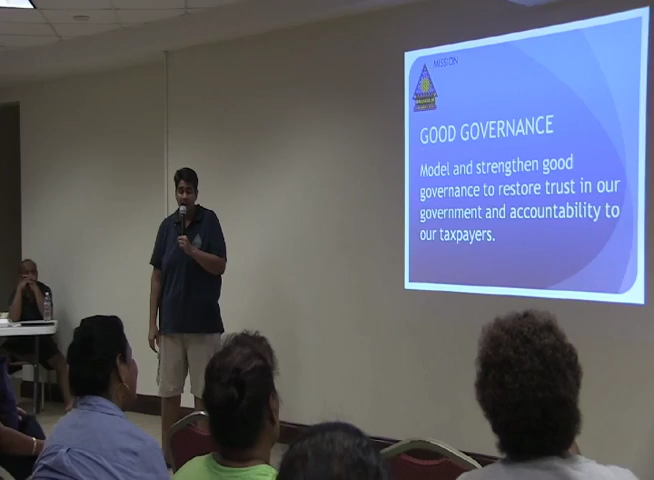 MISSION
GOOD GOVERNANCE
Model and strengthen good
governance to restore trust in our
government and accountability to
our taxpayers.